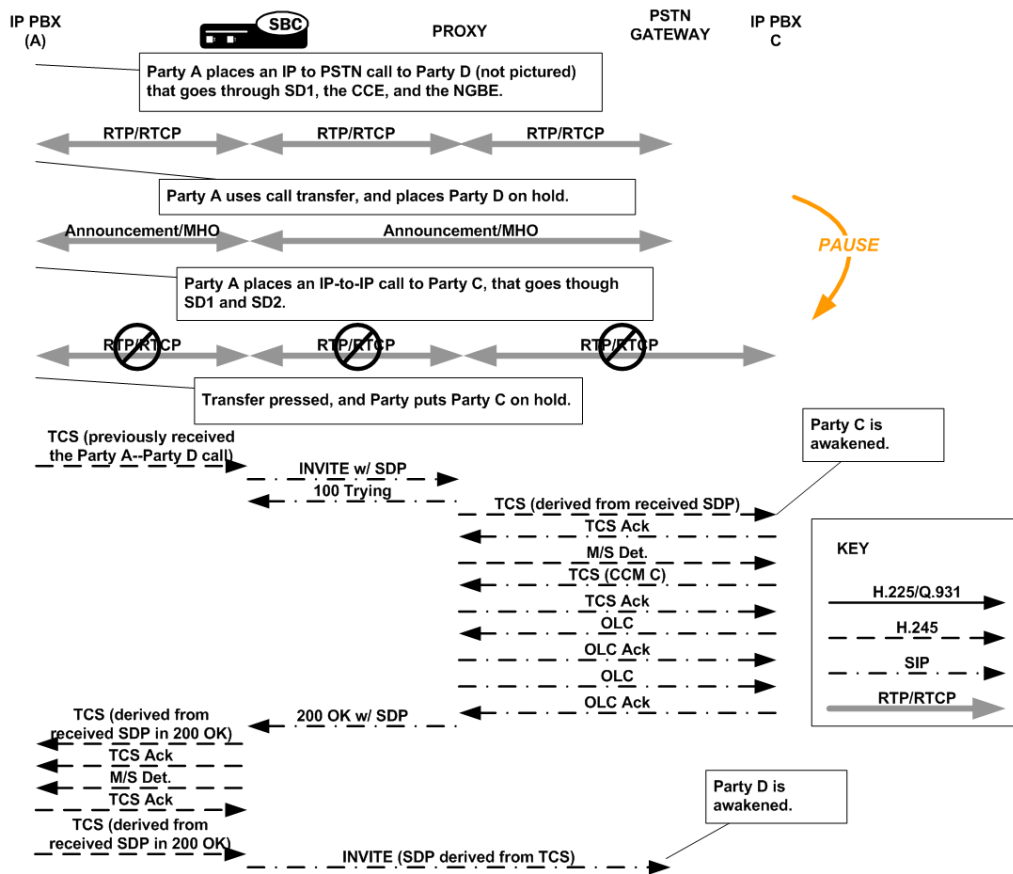 IP PBX
(A)
SBC
PROXY
PSTN
GATEWAY
IP PBX
C
Party A places an IP to PSTN call to Party D (not pictured)
that goes through SD1, the CCE, and the NGBE.
RTP/RTCP
RTP/RTCP
RTP/RTCP
Party A uses call transfer, and places Party D on hold.
Announcement/MHO
Announcement/MHO
PAUSE
Party A places an IP-to-IP call to Party C, that goes though
SD1 and SD2.
RTP/RTCP
RTP/RTCP
RTP/RTCP
Transfer pressed, and Party puts Party C on hold.
Party C is
awakened.
TCS (previously received
the Party A--Party D call)
INVITE w/ SDP
100 Trying
TCS (derived from received SDP)
TCS Ack
M/S Det.
TCS (CCM C)
TCS Ack
OLC
OLC Ack
OLC
OLC Ack
KEY
H.225/Q.931
H.245
SIP
RTP/RTCP
200 OK w/ SDP
TCS (derived from
received SDP in 200 OK)
TCS Ack
M/S Det.
TCS Ack
TCS (derived from
received SDP in 200 OK)
Party D is
awakened.
INVITE (SDP derived from TCS)